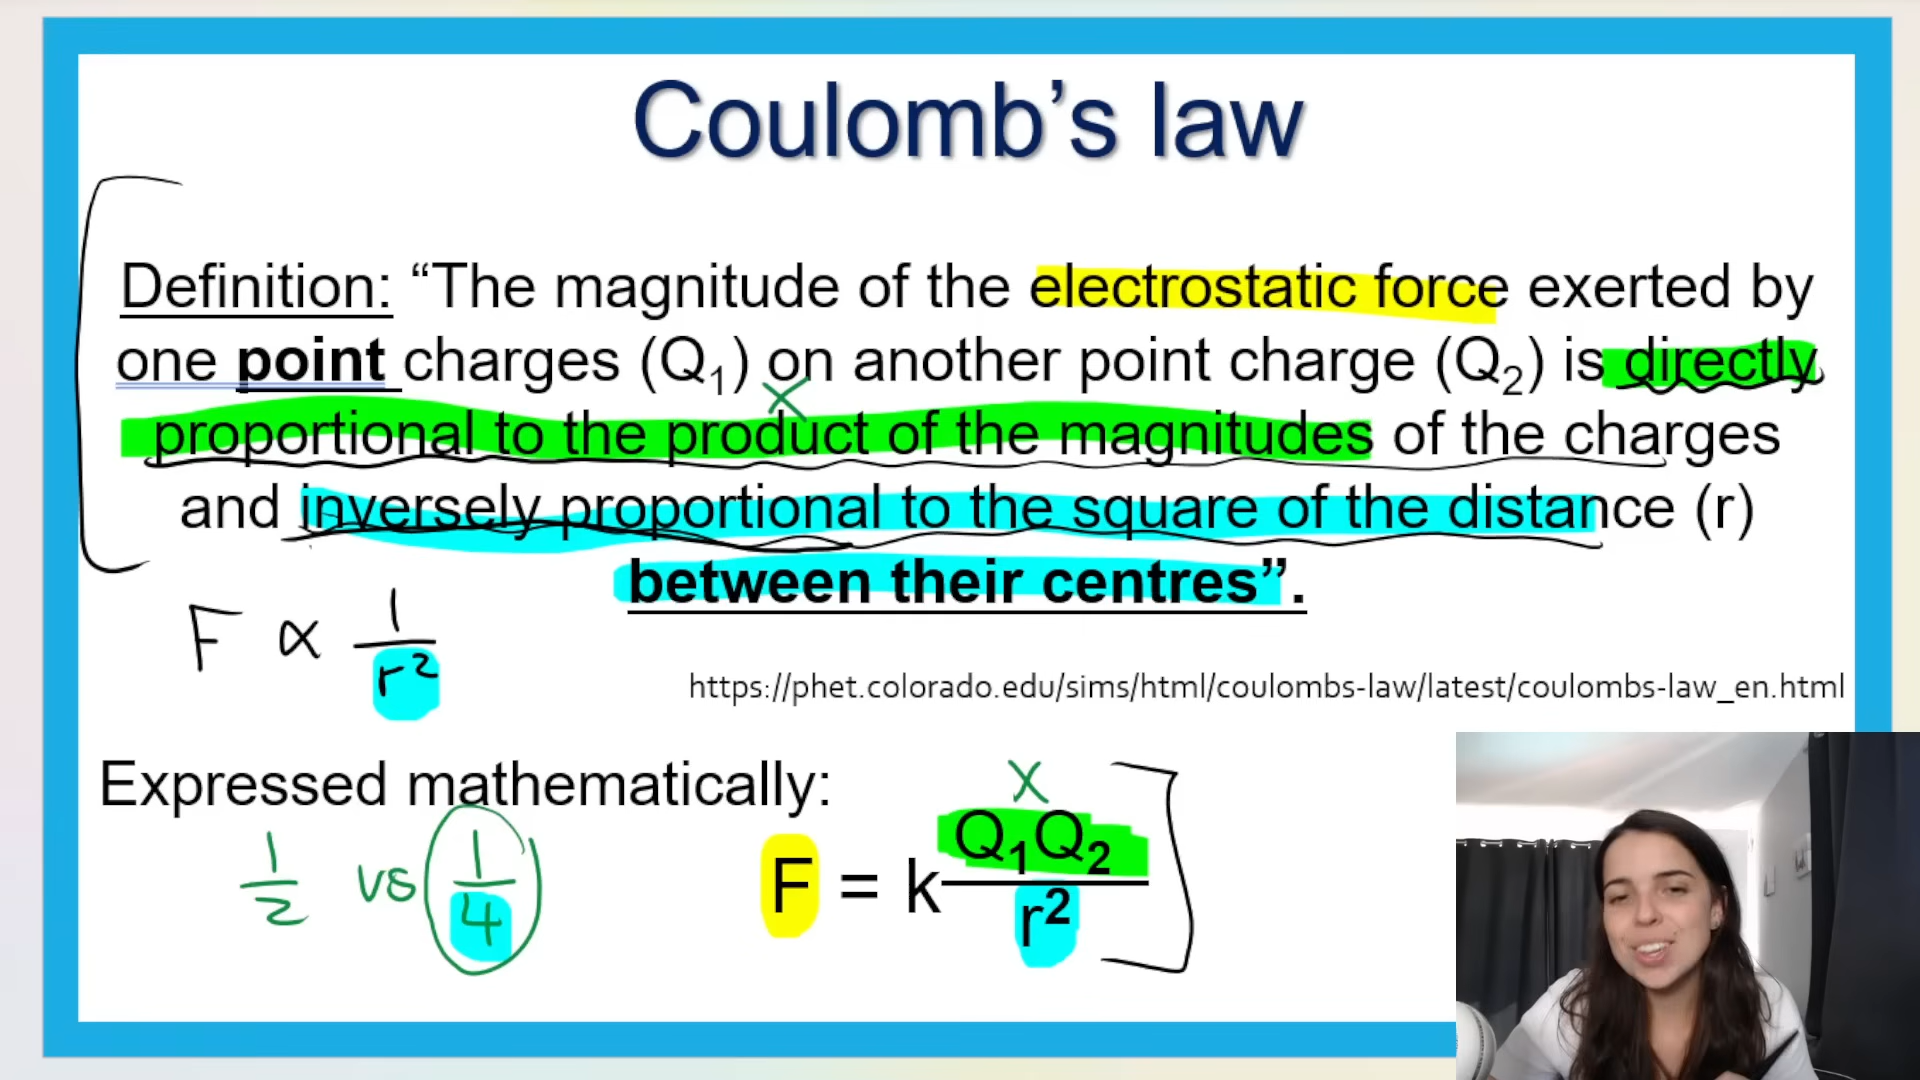 Coulomb’s law
Definition: “The magnitude of the electrostatic force exerted by
one point charges (Q₁) on another point charge (Q₂) is directly
x
proportional to the product of the magnitudes of the charges
and inversely proportional to the square of the distance (r)
between their centres”.
F ∝ 1/r²
https://phet.colorado.edu/sims/html/coulombs-law/latest/coulombs-law_en.html
Expressed mathematically:
1/2 vs 1/4
x
F = k Q₁Q₂/r²